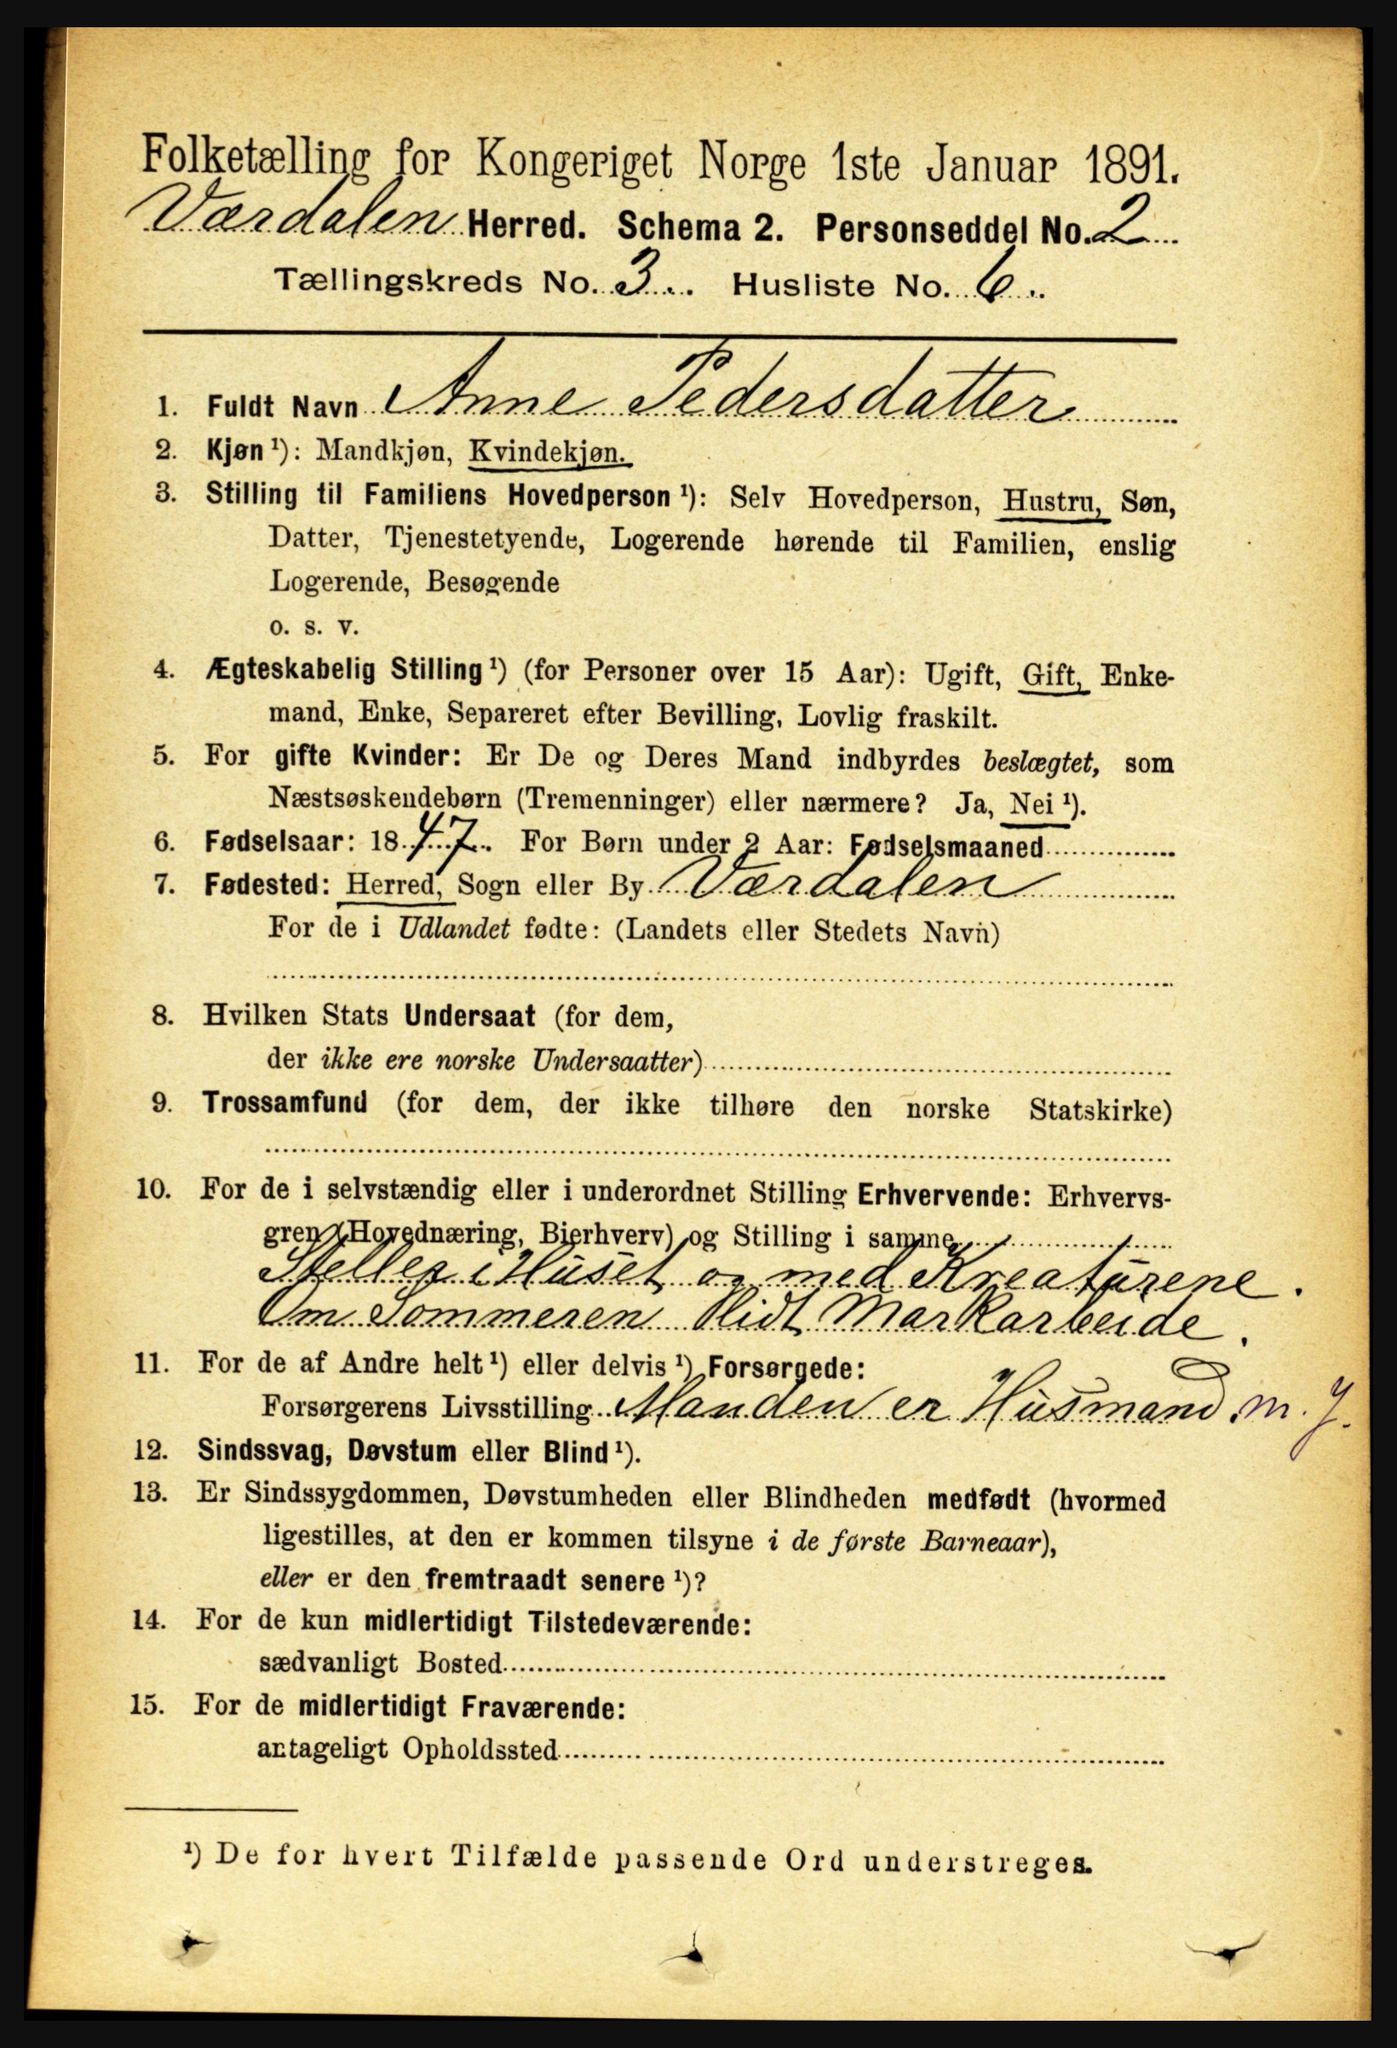 Folketælling for Kongeriget Norge 1ste Januar 1891.
Værdalen Herred. Schema 2. Personseddel No. 2
Tællingskreds No. 3. Husliste No. 6.
1. Fuldt Navn Anne Pedersdatter
2. Kjøn ¹): Mandkjøn, Kvindekjøn.
3. Stilling til Familiens Hovedperson ¹): Selv Hovedperson, Hustru, Søn,
Datter, Tjenestetyende, Logerende hørende til Familien, enslig
Logerende, Besøgende
o. s. v.
4. Ægteskabelig Stilling ¹) (for Personer over 15 Aar): Ugift, Gift, Enke-
mand, Enke, Separeret efter Bevilling, Lovlig fraskilt.
5. For gifte Kvinder: Er De og Deres Mand indbyrdes beslægtet, som
Næstsøskendebørn (Tremenninger) eller nærmere? Ja, Nei ¹).
6. Fødselsaar: 1847. For Børn under 2 Aar: Fødselsmaaned
7. Fødested: Herred, Sogn eller By Værdalen
For de i Udlandet fødte: (Landets eller Stedets Navn)
8. Hvilken Stats Undersaat (for dem,
der ikke ere norske Undersaatter)
9. Trossamfund (for dem, der ikke tilhøre den norske Statskirke)
10. For de i selvstændig eller i underordnet Stilling Erhvervende: Erhvervs-
gren (Hovednæring, Bierhverv) og Stilling i samme
Steller i Huset og med Kreaturene.
Om Sommeren lidt Markarbeide.
11. For de af Andre helt ¹) eller delvis ¹) Forsørgede:
Forsørgerens Livsstilling Manden er Husmand m. J.
12. Sindssvag, Døvstum eller Blind ¹).
13. Er Sindssygdommen, Døvstumheden eller Blindheden medfødt (hvormed
ligestilles, at den er kommen tilsyne i de første Barneaar),
eller er den fremtraadt senere ¹)?
14. For de kun midlertidigt Tilstedeværende:
sædvanligt Bosted
15. For de midlertidigt Fraværende:
antageligt Opholdssted
¹) De for hvert Tilfælde passende Ord understreges.